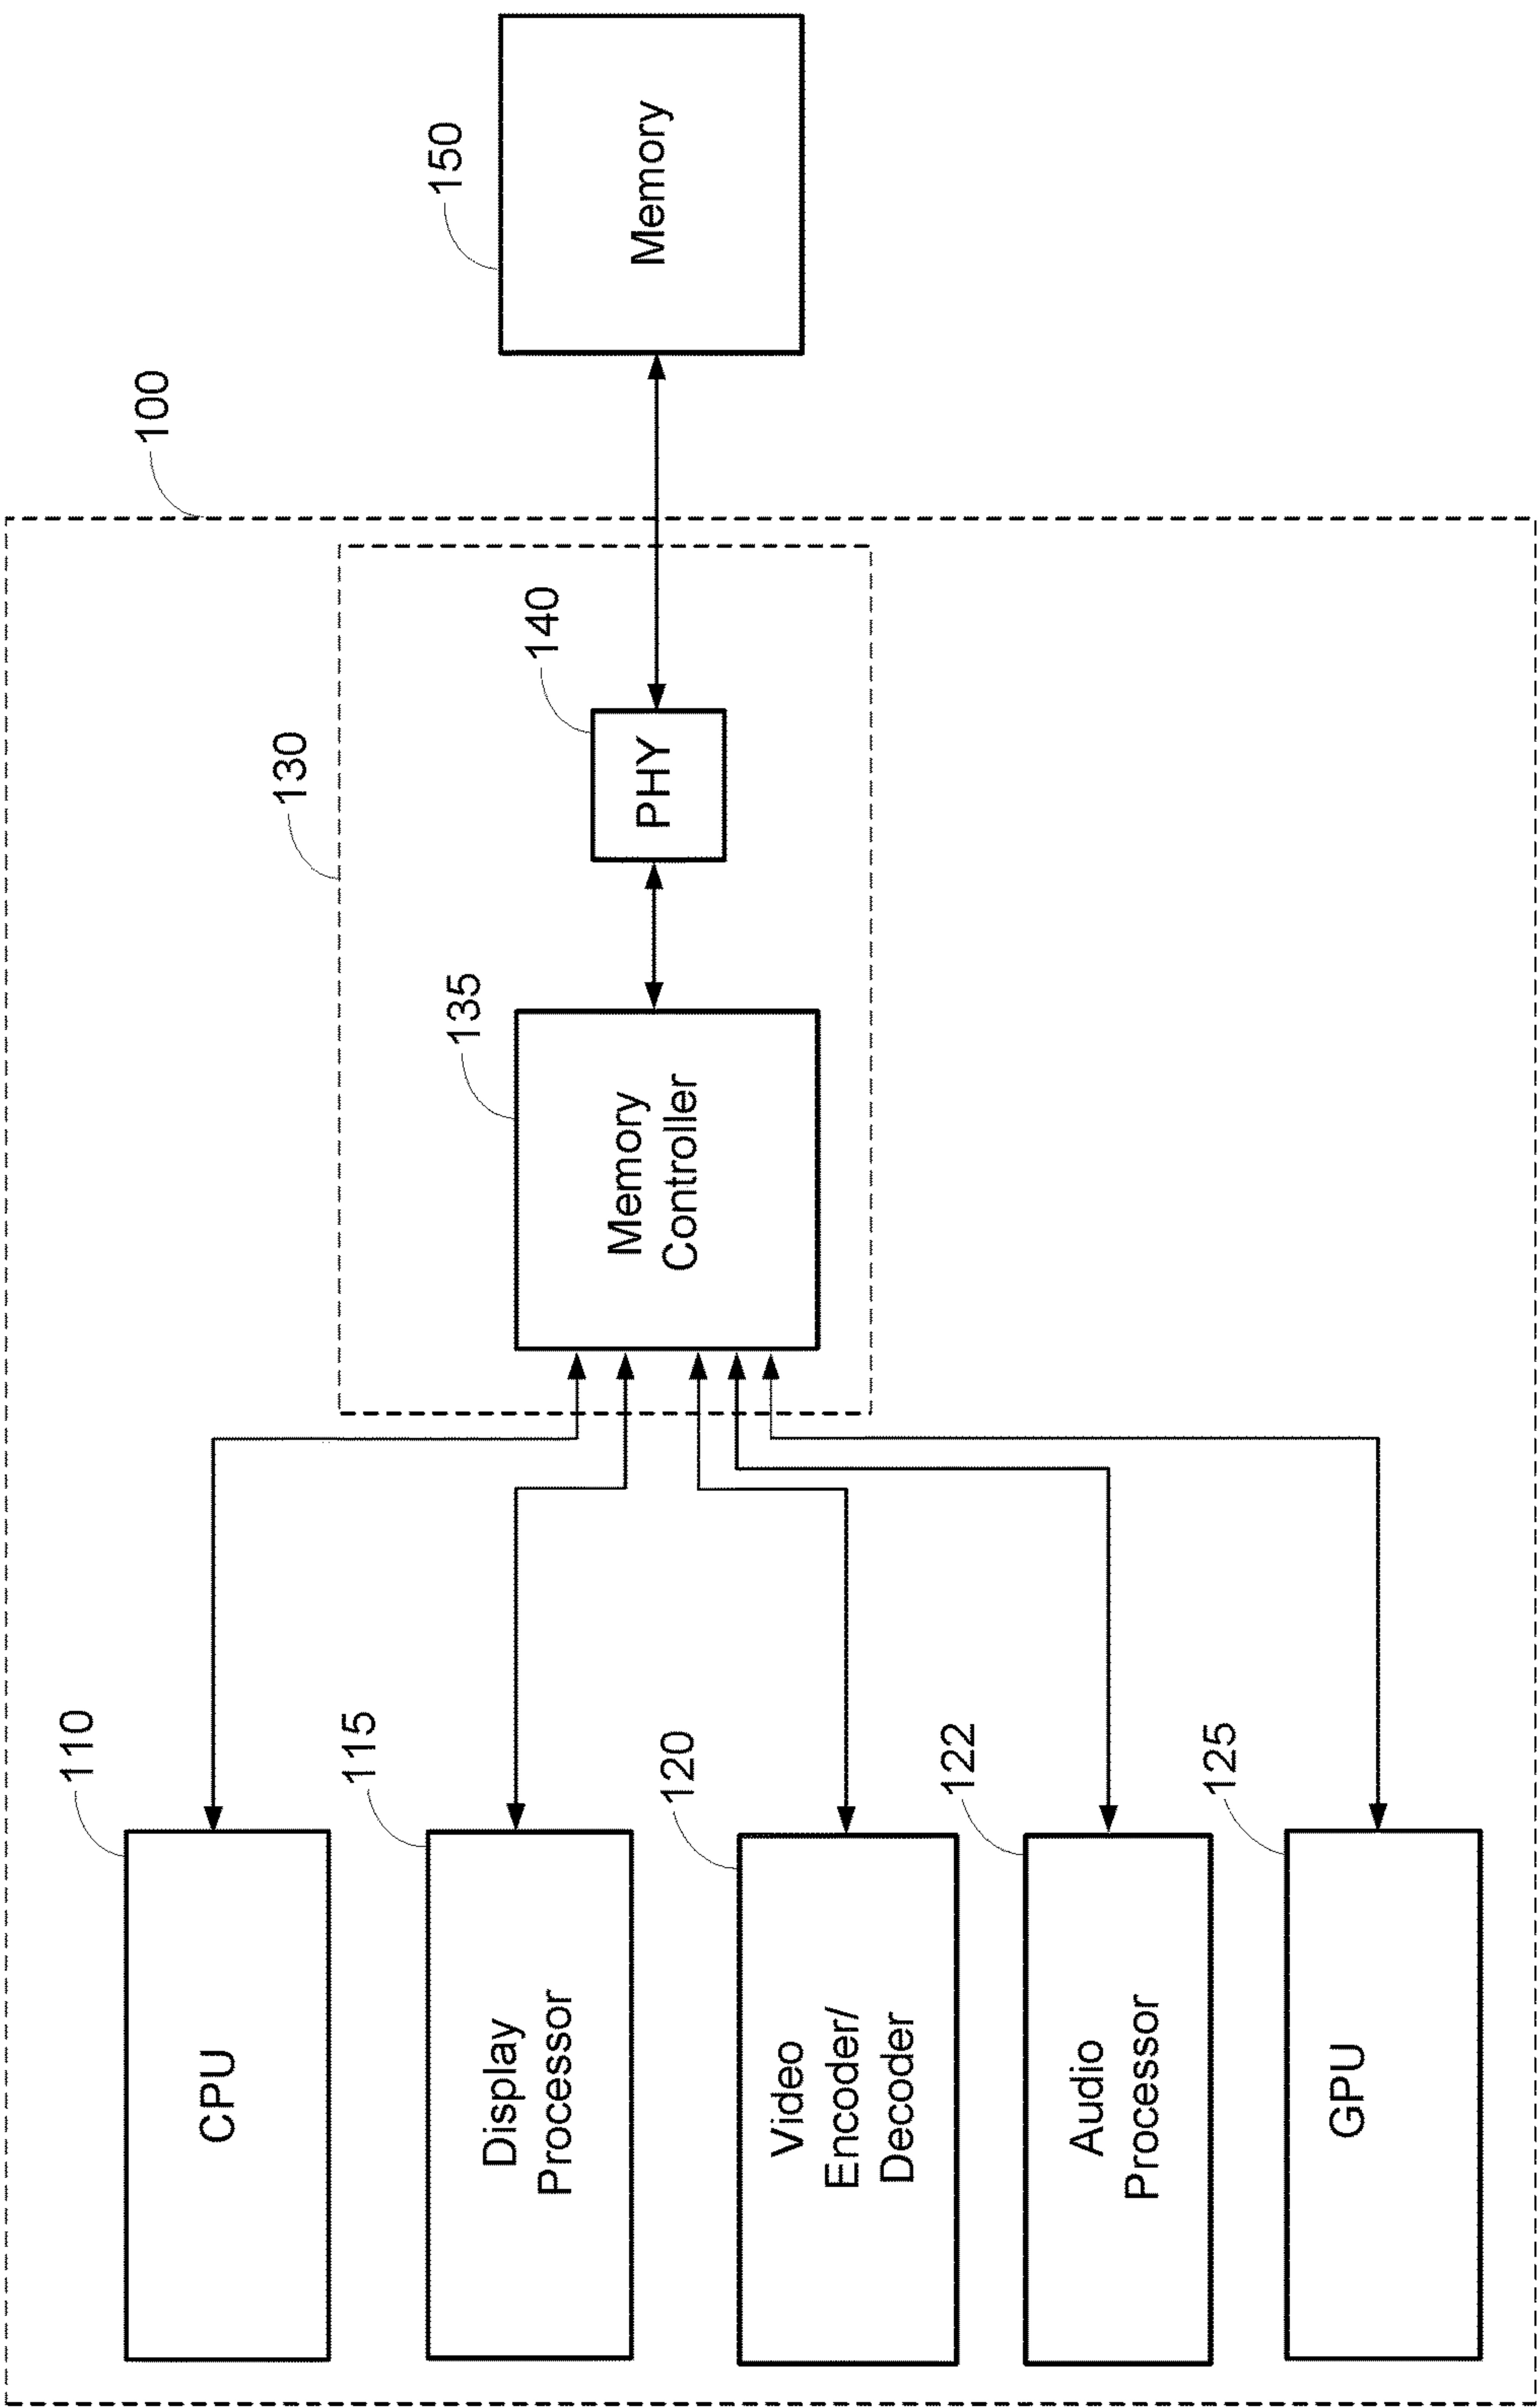 100
110
CPU
115
Display
Processor
120
Video
Encoder/
Decoder
122
Audio
Processor
125
GPU
130
135
Memory
Controller
140
PHY
150
Memory